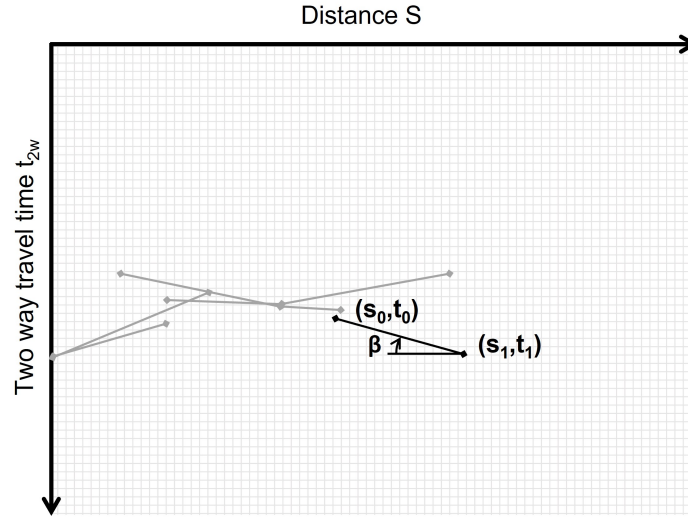 Distance S
Two way travel time t₂w
(s₀,t₀)
β
(s₁,t₁)